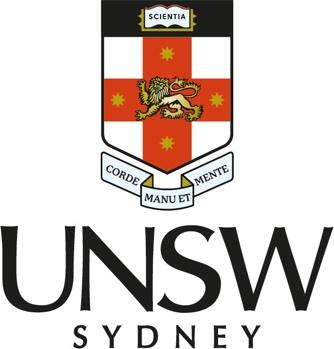 SCIENTIA
CORDE
MANU ET
MENTE
UNSW
SYDNEY